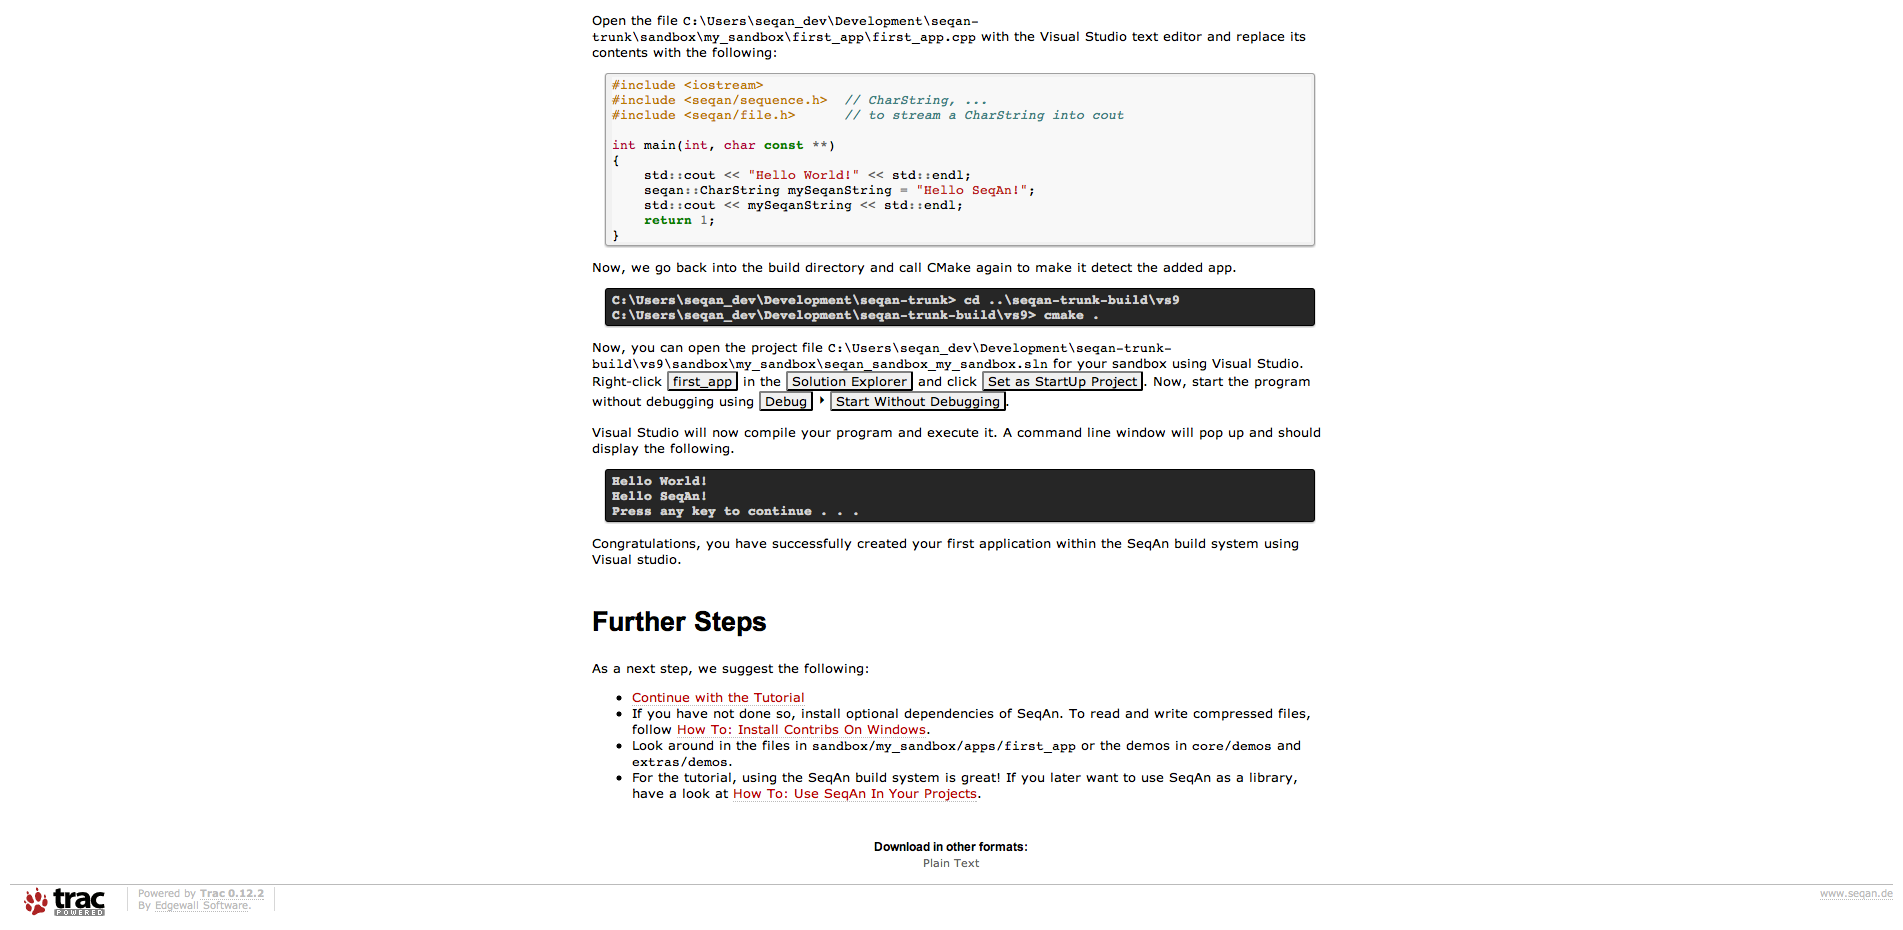 Open the file C:\Users\seqan_dev\Development\seqan-
trunk\sandbox\my_sandbox\first_app\first_app.cpp with the Visual Studio text editor and replace its
contents with the following:
#include <iostream>
#include <seqan/sequence.h>  // CharString, ...
#include <seqan/file.h>      // to stream a CharString into cout
int main(int, char const **)
{
    std::cout << "Hello World!" << std::endl;
    seqan::CharString mySeqanString = "Hello SeqAn!";
    std::cout << mySeqanString << std::endl;
    return 1;
}
Now, we go back into the build directory and call CMake again to make it detect the added app.
C:\Users\seqan_dev\Development\seqan-trunk> cd ..\seqan-trunk-build\vs9
C:\Users\seqan_dev\Development\seqan-trunk-build\vs9> cmake .
Now, you can open the project file C:\Users\seqan_dev\Development\seqan-trunk-
build\vs9\sandbox\my_sandbox\seqan_sandbox_my_sandbox.sln for your sandbox using Visual Studio.
Right-click first_app in the Solution Explorer and click Set as StartUp Project. Now, start the program
without debugging using Debug ‣ Start Without Debugging.
Visual Studio will now compile your program and execute it. A command line window will pop up and should
display the following.
Hello World!
Hello SeqAn!
Press any key to continue . . .
Congratulations, you have successfully created your first application within the SeqAn build system using
Visual studio.
Further Steps
As a next step, we suggest the following:
• Continue with the Tutorial
• If you have not done so, install optional dependencies of SeqAn. To read and write compressed files,
follow How To: Install Contribs On Windows.
• Look around in the files in sandbox/my_sandbox/apps/first_app or the demos in core/demos and
extras/demos.
• For the tutorial, using the SeqAn build system is great! If you later want to use SeqAn as a library,
have a look at How To: Use SeqAn In Your Projects.
Download in other formats:
Plain Text
trac
POWERED
Powered by Trac 0.12.2
By Edgewall Software.
www.seqan.de